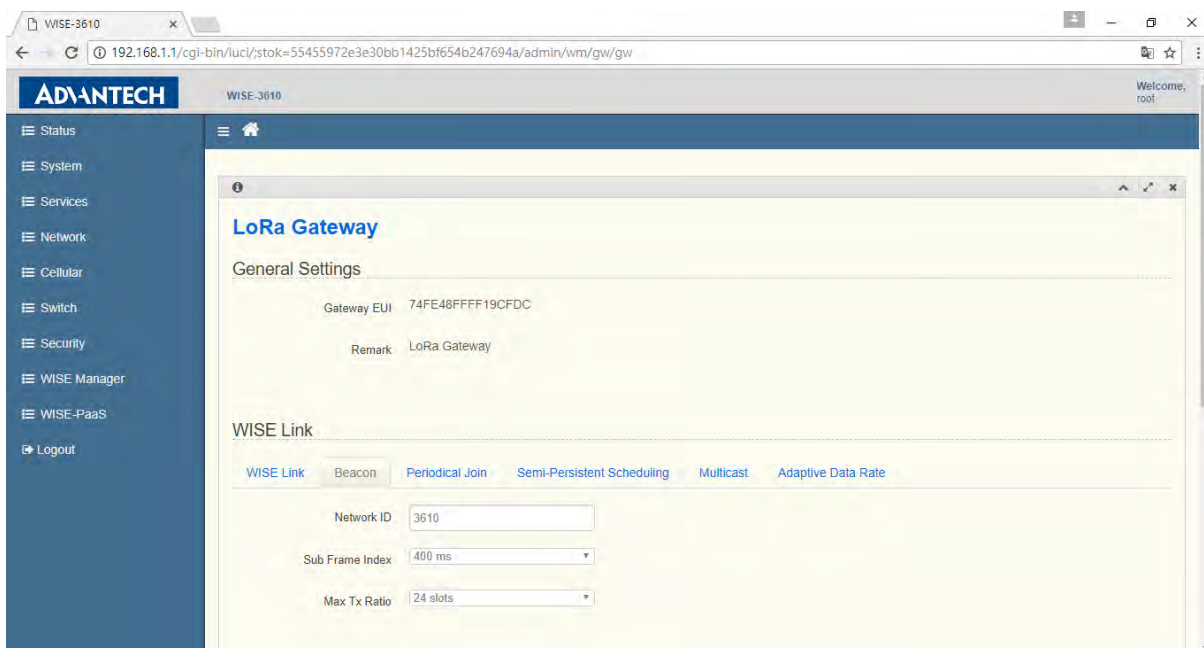 WISE-3610
192.168.1.1/cgi-bin/luci/;stok=55455972e3e30bb1425bf654b247694a/admin/wm/gw/gw
ADVANTECH
WISE-3610
Welcome,
root
Status
System
Services
Network
Cellular
Switch
Security
WISE Manager
WISE-PaaS
Logout
LoRa Gateway
General Settings
Gateway EUI 74FE48FFFF19CFDC
Remark LoRa Gateway
WISE Link
WISE Link Beacon Periodical Join Semi-Persistent Scheduling Multicast Adaptive Data Rate
Network ID 3610
Sub Frame Index 400 ms
Max Tx Ratio 24 slots